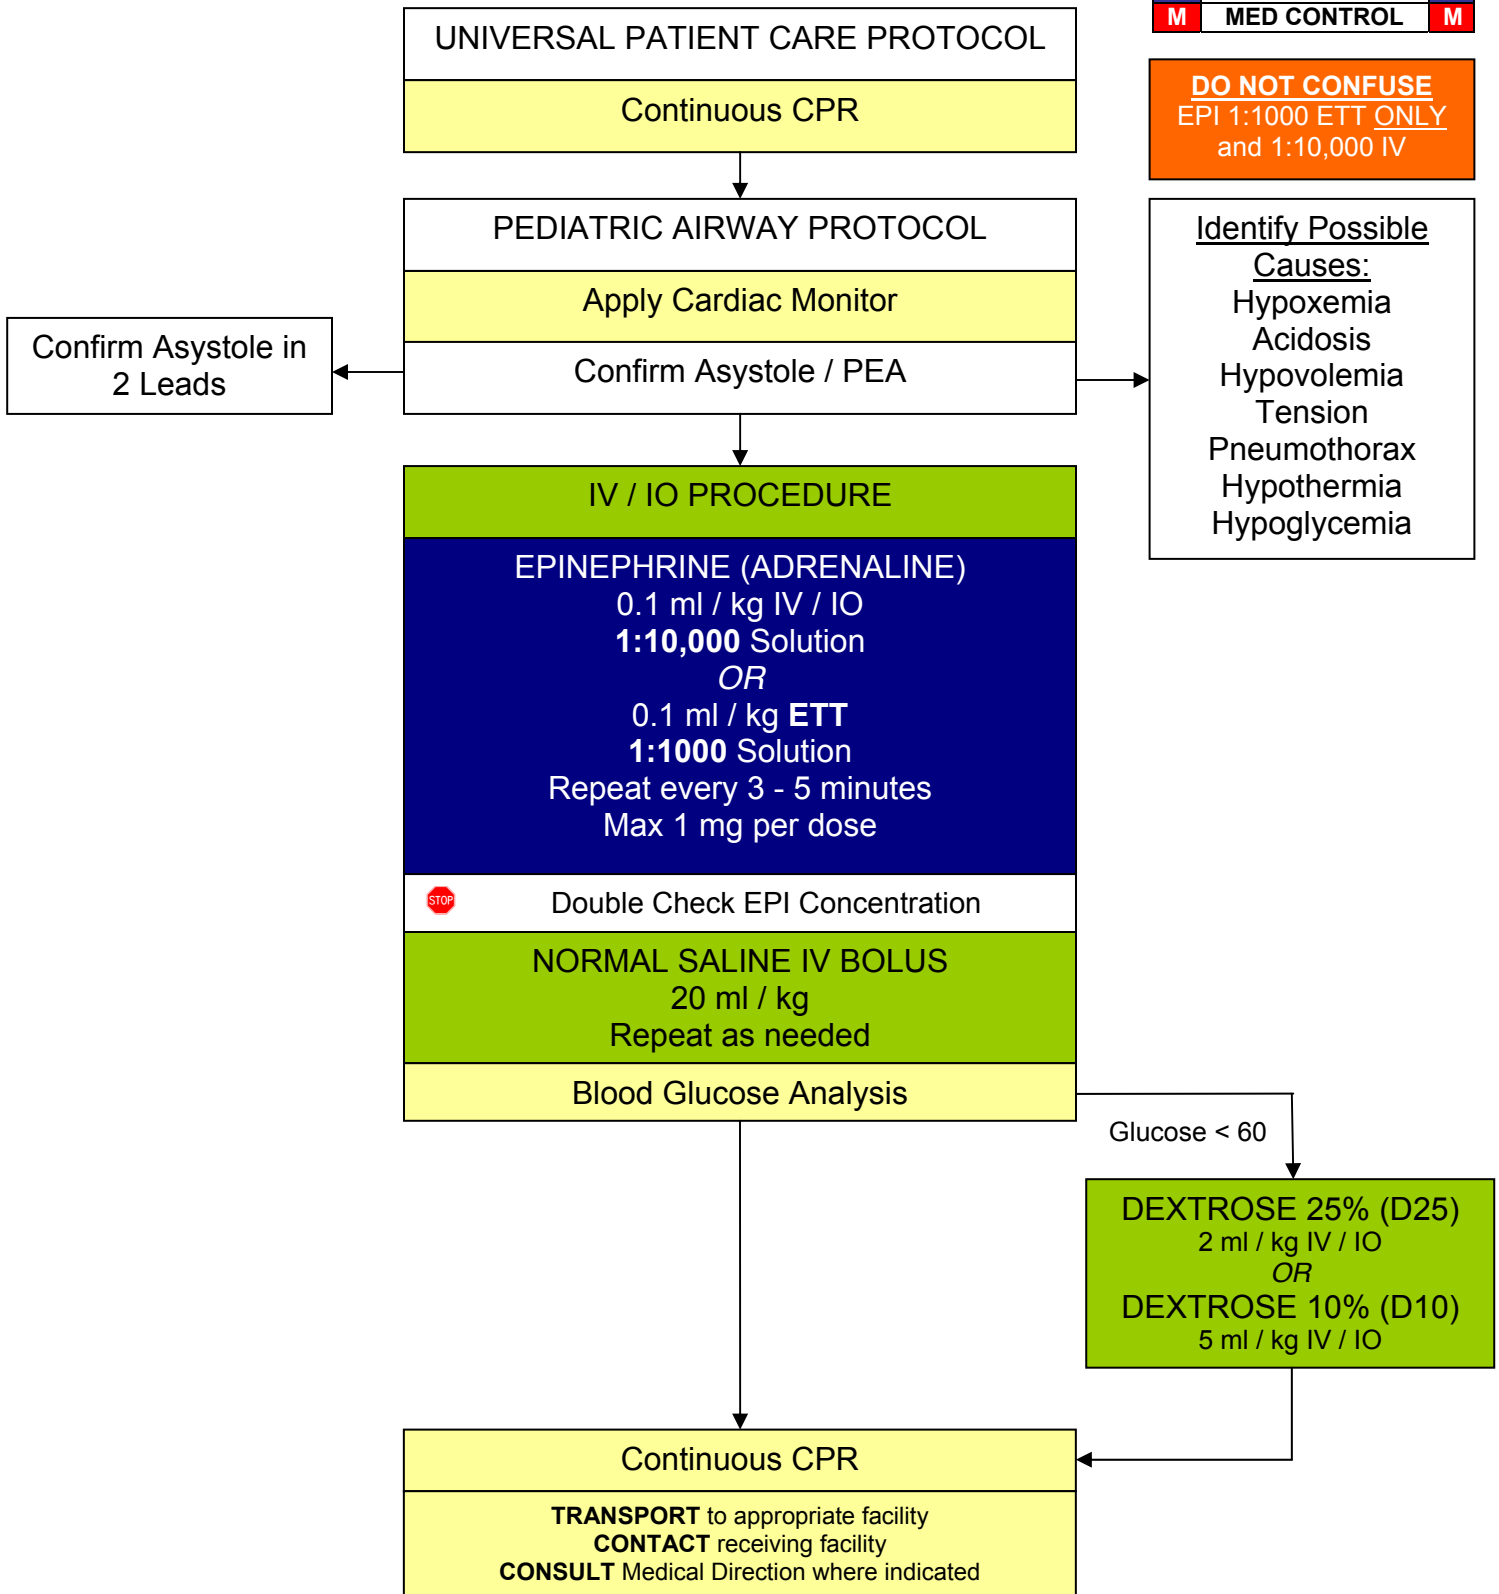 M MED CONTROL M
UNIVERSAL PATIENT CARE PROTOCOL
Continuous CPR
DO NOT CONFUSE
EPI 1:1000 ETT ONLY
and 1:10,000 IV
PEDIATRIC AIRWAY PROTOCOL
Apply Cardiac Monitor
Confirm Asystole / PEA
Confirm Asystole in
2 Leads
Identify Possible
Causes:
Hypoxemia
Acidosis
Hypovolemia
Tension
Pneumothorax
Hypothermia
Hypoglycemia
IV / IO PROCEDURE
EPINEPHRINE (ADRENALINE)
0.1 ml / kg IV / IO
1:10,000 Solution
OR
0.1 ml / kg ETT
1:1000 Solution
Repeat every 3 - 5 minutes
Max 1 mg per dose
STOP Double Check EPI Concentration
NORMAL SALINE IV BOLUS
20 ml / kg
Repeat as needed
Blood Glucose Analysis
Glucose < 60
DEXTROSE 25% (D25)
2 ml / kg IV / IO
OR
DEXTROSE 10% (D10)
5 ml / kg IV / IO
Continuous CPR
TRANSPORT to appropriate facility
CONTACT receiving facility
CONSULT Medical Direction where indicated